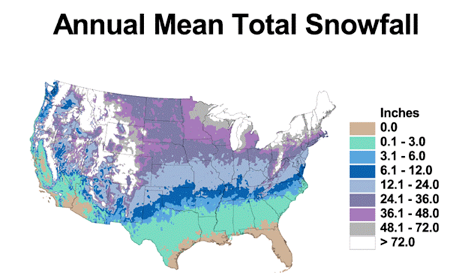 Annual Mean Total Snowfall
Inches
0.0
0.1 - 3.0
3.1 - 6.0
6.1 - 12.0
12.1 - 24.0
24.1 - 36.0
36.1 - 48.0
48.1 - 72.0
> 72.0